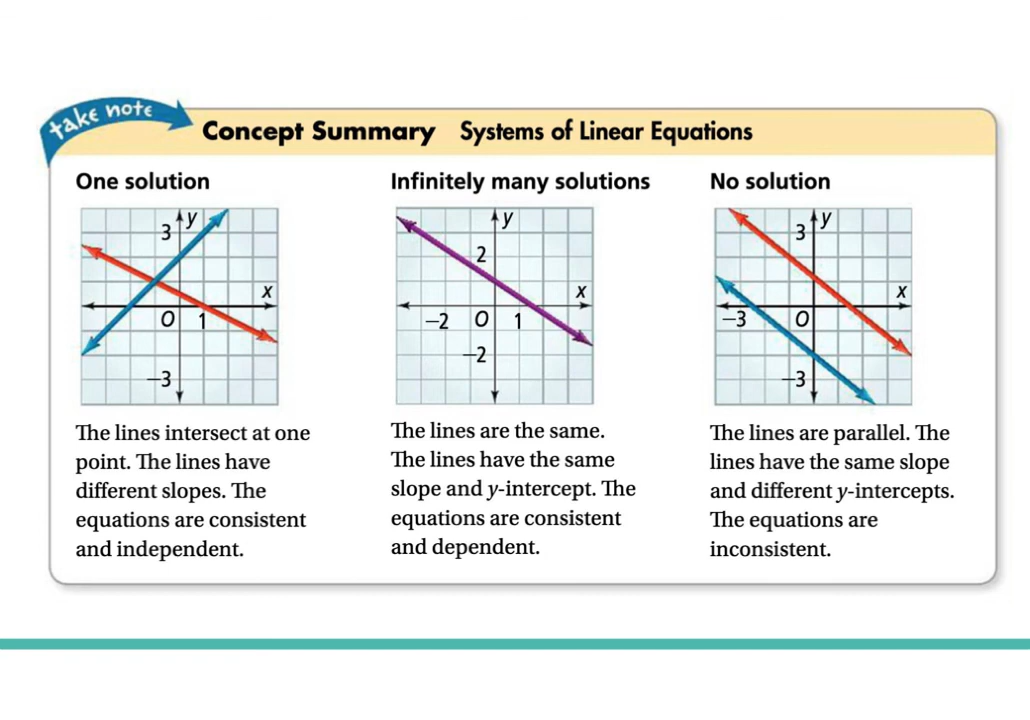 take note
Concept Summary Systems of Linear Equations
One solution
3
y
x
O
1
−3
The lines intersect at one
point. The lines have
different slopes. The
equations are consistent
and independent.
Infinitely many solutions
y
2
x
−2
O
1
−2
The lines are the same.
The lines have the same
slope and y-intercept. The
equations are consistent
and dependent.
No solution
3
y
x
−3
O
−3
The lines are parallel. The
lines have the same slope
and different y-intercepts.
The equations are
inconsistent.